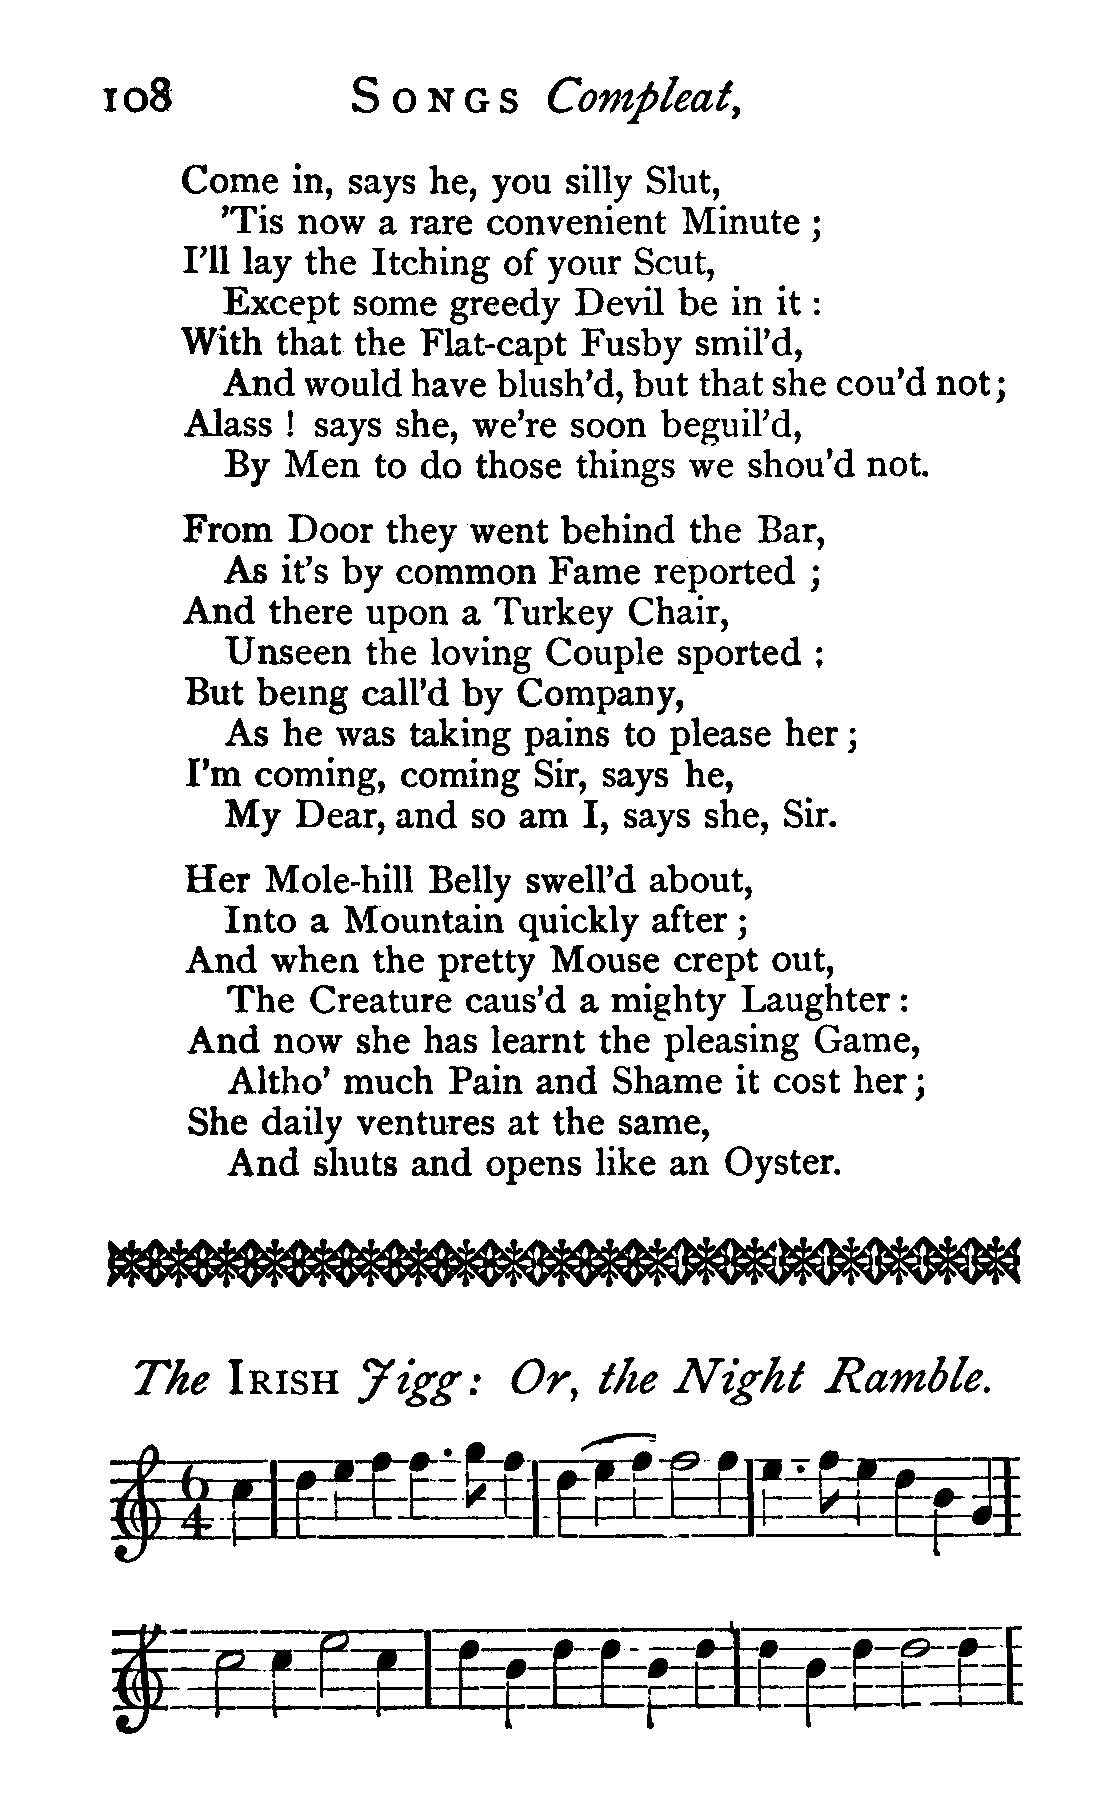 108 SONGS Compleat,
Come in, says he, you silly Slut,
'Tis now a rare convenient Minute ;
I'll lay the Itching of your Scut,
Except some greedy Devil be in it :
With that the Flat-capt Fusby smil'd,
And would have blush'd, but that she cou'd not;
Alass ! says she, we're soon beguil'd,
By Men to do those things we shou'd not.
From Door they went behind the Bar,
As it's by common Fame reported ;
And there upon a Turkey Chair,
Unseen the loving Couple sported ;
But being call'd by Company,
As he was taking pains to please her ;
I'm coming, coming Sir, says he,
My Dear, and so am I, says she, Sir.
Her Mole-hill Belly swell'd about,
Into a Mountain quickly after ;
And when the pretty Mouse crept out,
The Creature caus'd a mighty Laughter :
And now she has learnt the pleasing Game,
Altho' much Pain and Shame it cost her ;
She daily ventures at the same,
And shuts and opens like an Oyster.
The IRISH Jigg: Or, the Night Ramble.
6
4